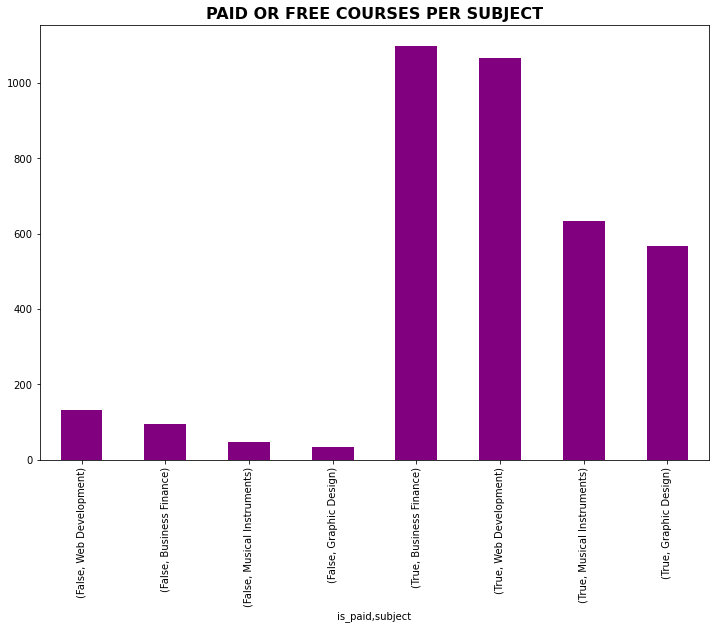 PAID OR FREE COURSES PER SUBJECT
1000
800
600
400
200
0
(False, Web Development)
(False, Business Finance)
(False, Musical Instruments)
(False, Graphic Design)
(True, Business Finance)
(True, Web Development)
(True, Musical Instruments)
(True, Graphic Design)
is_paid,subject